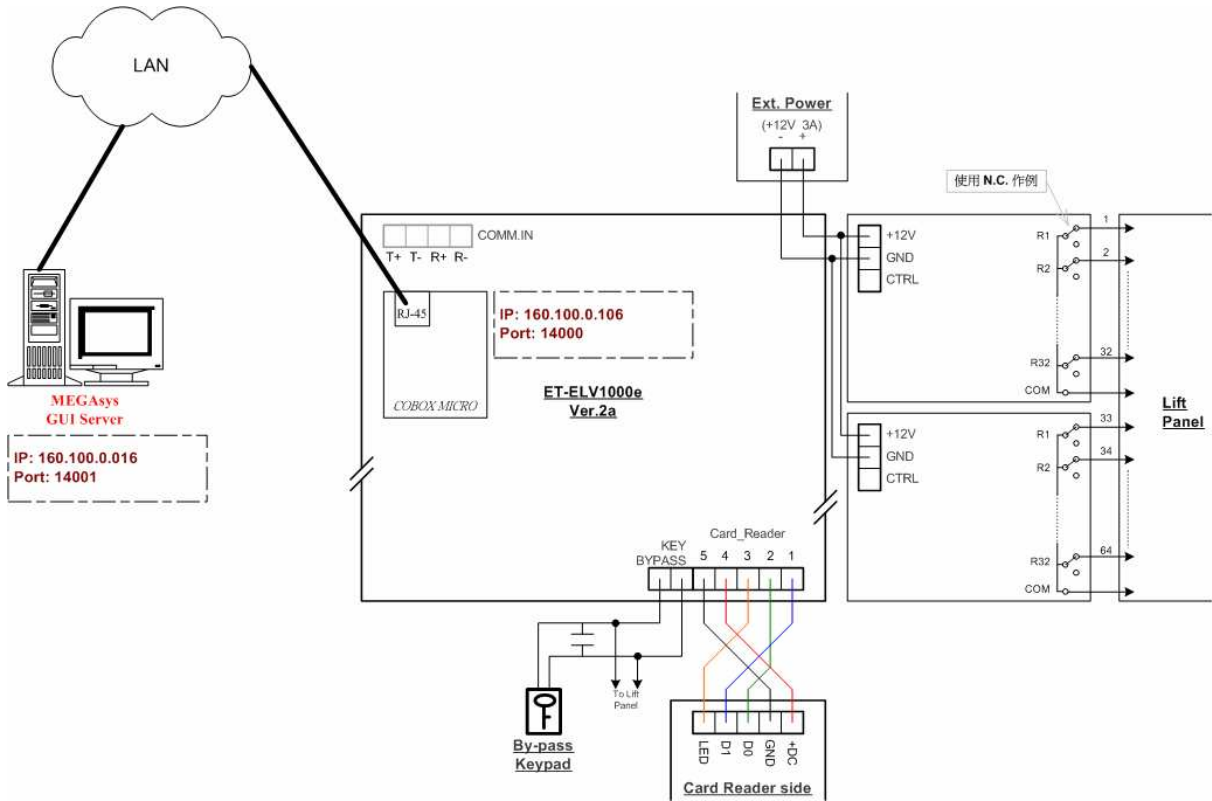 LAN
Ext. Power
(+12V 3A)
- +
使用 N.C. 作例
COMM.IN
T+ T- R+ R-
RJ-45
COBOX MICRO
IP: 160.100.0.106
Port: 14000
ET-ELV1000e
Ver.2a
MEGAsys
GUI Server
IP: 160.100.0.016
Port: 14001
+12V
GND
CTRL
R1
R2
R32
COM
1
2
32
+12V
GND
CTRL
R1
R2
R32
COM
33
34
64
Lift
Panel
KEY
BYPASS
Card_Reader
5 4 3 2 1
To Lift
Panel
By-pass
Keypad
LED D1 D0 GND +DC
Card Reader side